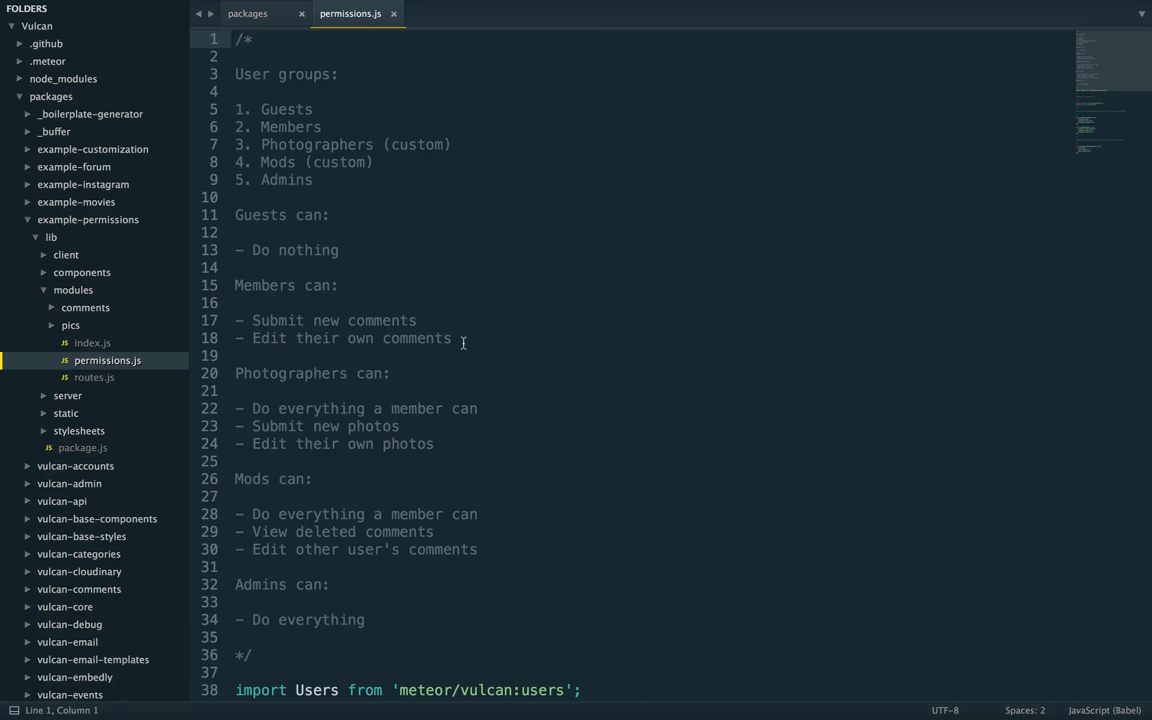 FOLDERS
Vulcan
.github
.meteor
node_modules
packages
_boilerplate-generator
_buffer
example-customization
example-forum
example-instagram
example-movies
example-permissions
lib
client
components
modules
comments
pics
index.js
permissions.js
routes.js
server
static
stylesheets
package.js
vulcan-accounts
vulcan-admin
vulcan-api
vulcan-base-components
vulcan-base-styles
vulcan-categories
vulcan-cloudinary
vulcan-comments
vulcan-core
vulcan-debug
vulcan-email
vulcan-email-templates
vulcan-embedly
vulcan-events
packages × permissions.js ×
1 /*
2
3 User groups:
4
5 1. Guests
6 2. Members
7 3. Photographers (custom)
8 4. Mods (custom)
9 5. Admins
10
11 Guests can:
12
13 - Do nothing
14
15 Members can:
16
17 - Submit new comments
18 - Edit their own comments
19
20 Photographers can:
21
22 - Do everything a member can
23 - Submit new photos
24 - Edit their own photos
25
26 Mods can:
27
28 - Do everything a member can
29 - View deleted comments
30 - Edit other user's comments
31
32 Admins can:
33
34 - Do everything
35
36 */
37
38 import Users from 'meteor/vulcan:users';
Line 1, Column 1 UTF-8 Spaces: 2 JavaScript (Babel)